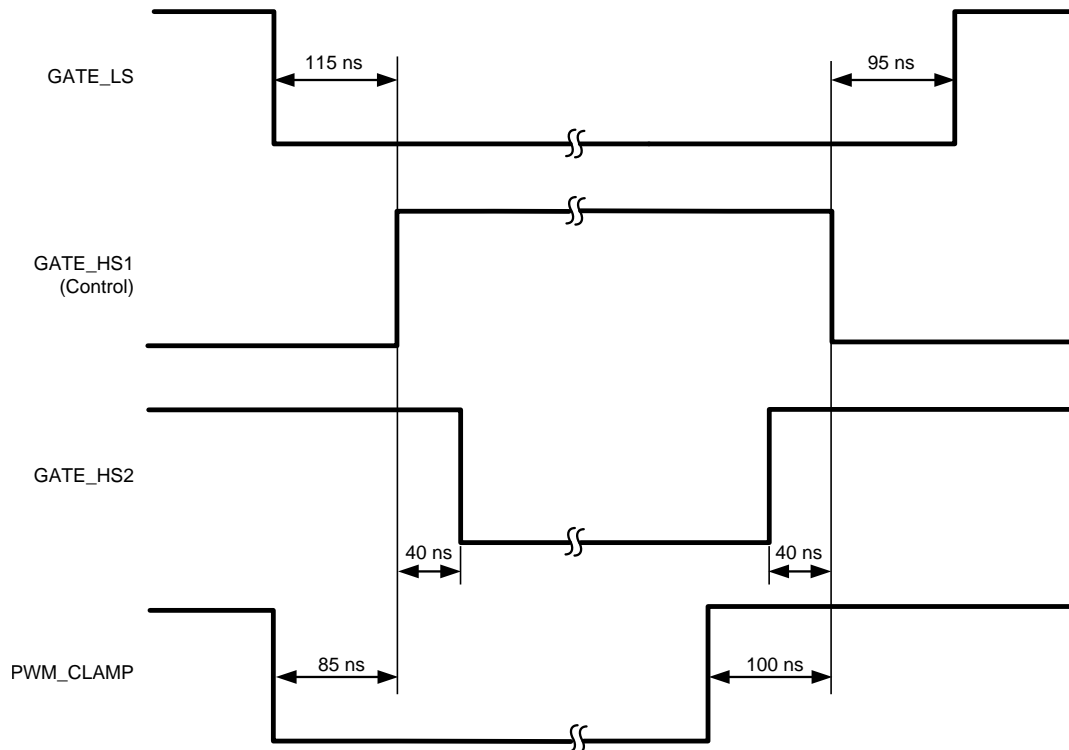 GATE_LS
115 ns
95 ns
GATE_HS1
(Control)
GATE_HS2
40 ns
40 ns
PWM_CLAMP
85 ns
100 ns